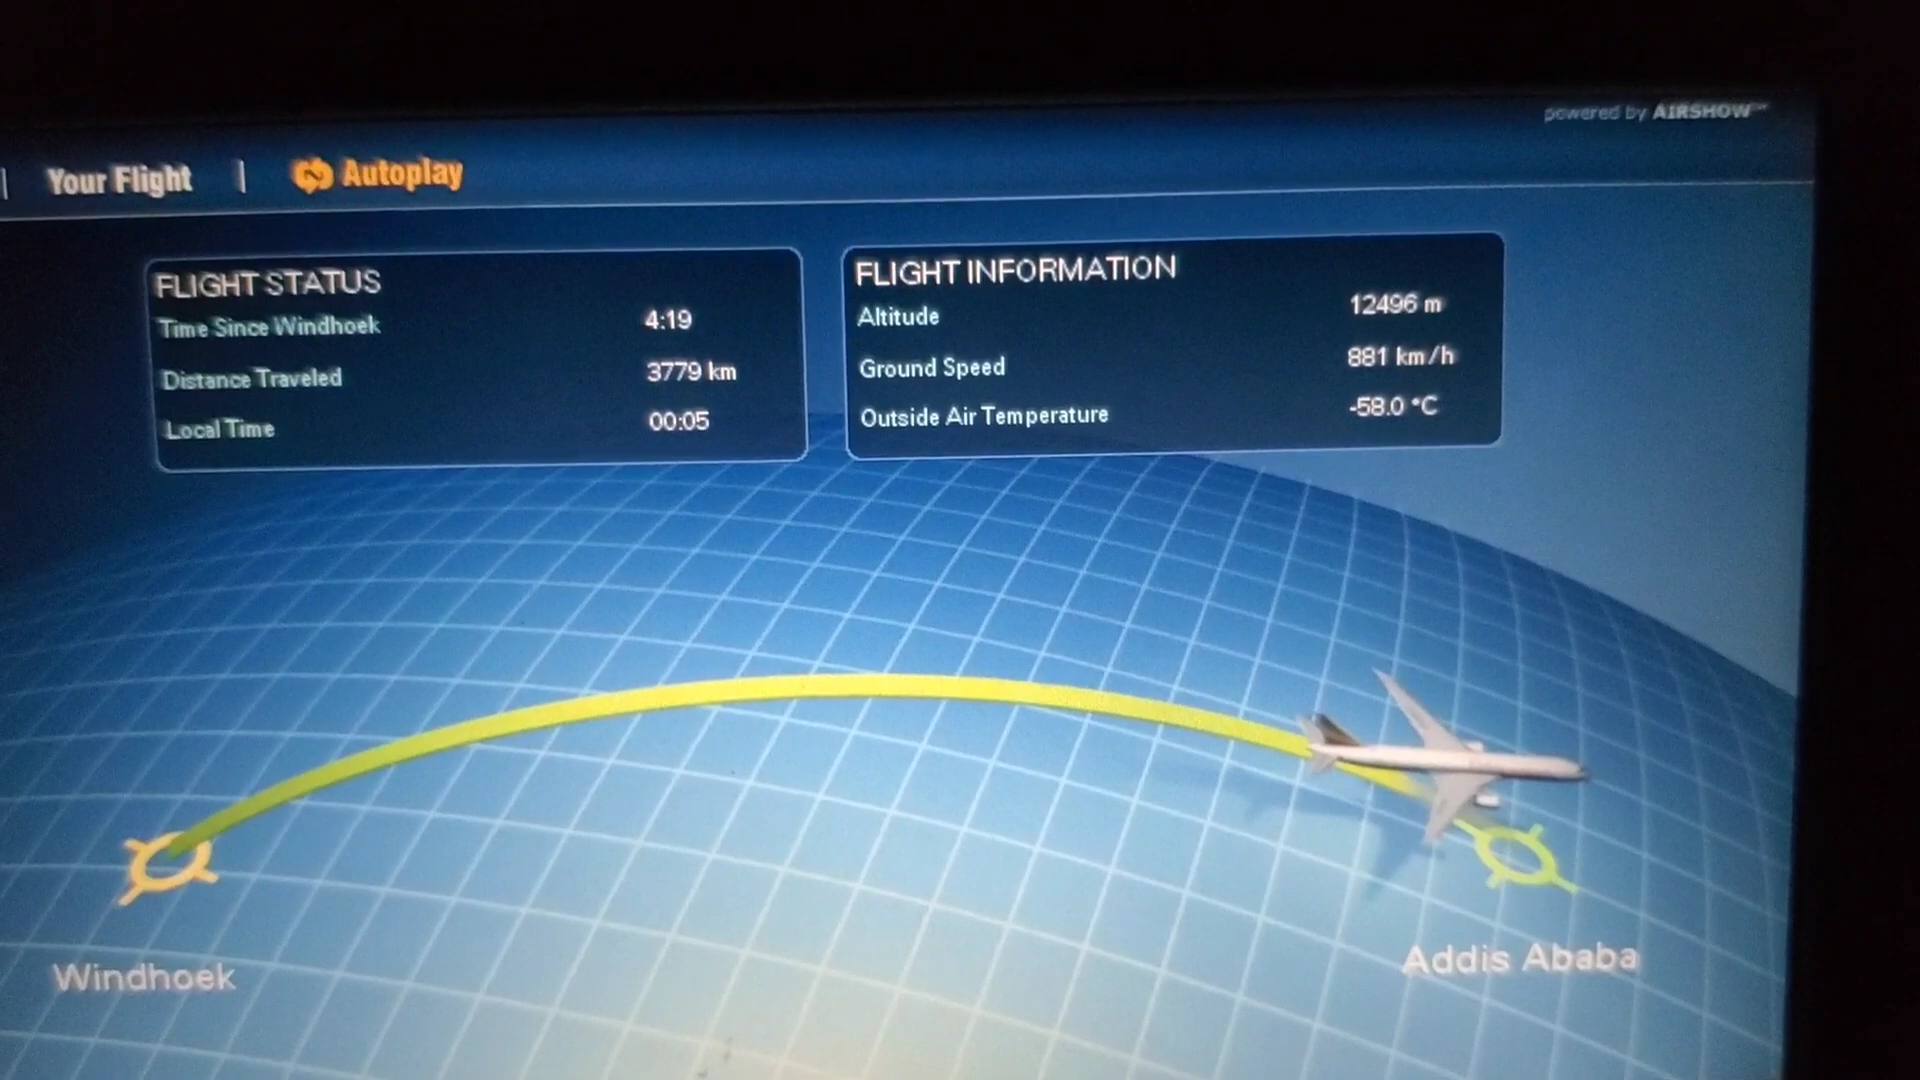 powered by AIRSHOW™
Your Flight | Autoplay
FLIGHT STATUS
Time Since Windhoek 4:19
Distance Traveled 3779 km
Local Time 00:05
FLIGHT INFORMATION
Altitude 12496 m
Ground Speed 881 km/h
Outside Air Temperature -58.0 °C
Windhoek
Addis Ababa